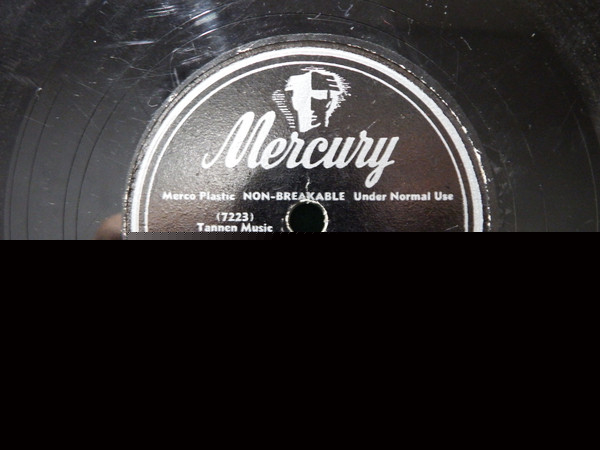 Mercury
Merco Plastic NON-BREAKABLE Under Normal Use
(7223)
Tannen Music